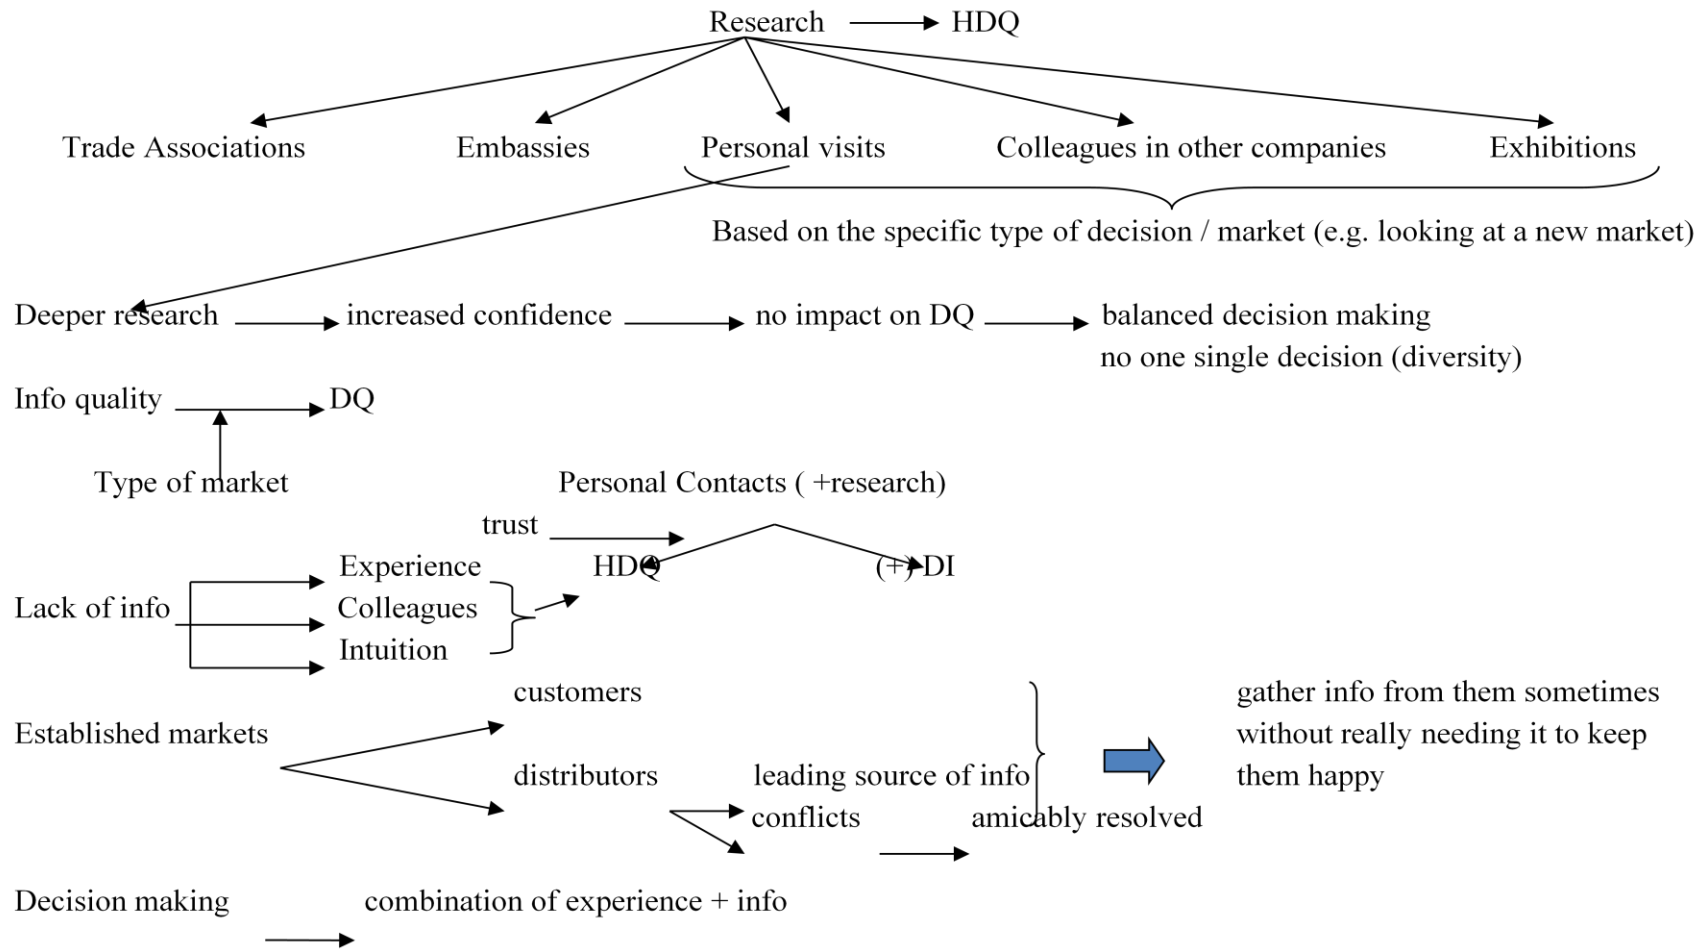 Research HDQ
Trade Associations Embassies Personal visits Colleagues in other companies Exhibitions
Based on the specific type of decision / market (e.g. looking at a new market)
Deeper research increased confidence no impact on DQ balanced decision making
no one single decision (diversity)
Info quality DQ
Type of market Personal Contacts ( +research)
trust
Experience HDQ (+) DI
Lack of info Colleagues
Intuition
customers gather info from them sometimes
Established markets without really needing it to keep
distributors leading source of info them happy
conflicts amicably resolved
Decision making combination of experience + info